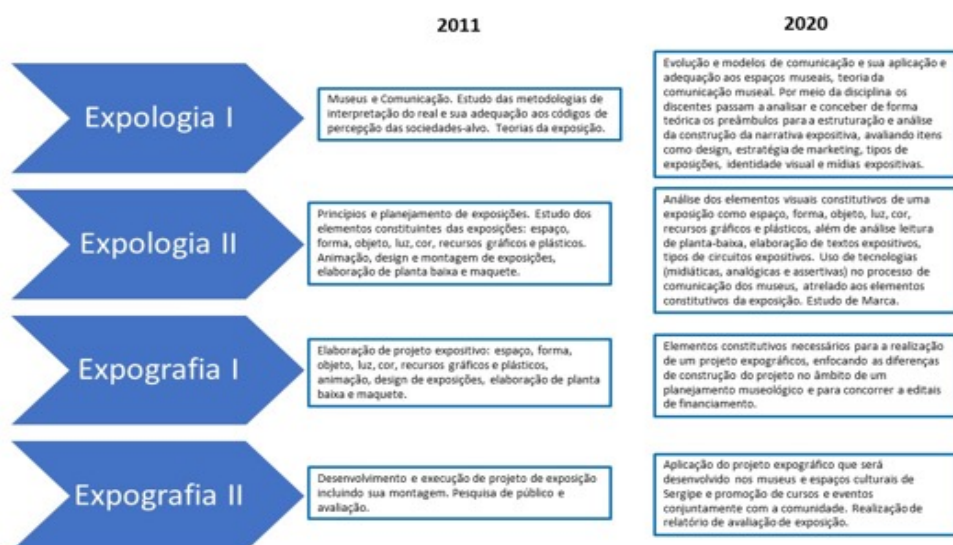 2011
2020
Expologia I
Museus e Comunicação. Estudo das metodologias de
interpretação do real e sua adequação aos códigos de
percepção das sociedades-alvo. Teorias da exposição.
Evolução e modelos de comunicação e sua aplicação e
adequação aos espaços museais, teoria da
comunicação museal. Por meio da disciplina os
discentes passam a analisar e conceber de forma
teórica os preâmbulos para a estruturação e análise
da construção da narrativa expositiva, avaliando itens
como design, estratégia de marketing, tipos de
exposições, identidade visual e mídias expositivas.
Expologia II
Princípios e planejamento de exposições. Estudo dos
elementos constituintes das exposições: espaço,
forma, objeto, luz, cor, recursos gráficos e plásticos.
Animação, design e montagem de exposições,
elaboração de planta baixa e maquete.
Análise dos elementos visuais constitutivos de uma
exposição como espaço, forma, objeto, luz, cor,
recursos gráficos e plásticos, além de análise leitura
de planta-baixa, elaboração de textos expositivos,
tipos de circuitos expositivos. Uso de tecnologias
(midiáticas, analógicas e assertivas) no processo de
comunicação dos museus, atrelado aos elementos
constitutivos da exposição. Estudo de Marca.
Expografia I
Elaboração de projeto expositivo: espaço, forma,
objeto, luz, cor, recursos gráficos e plásticos,
animação, design de exposições, elaboração de planta
baixa e maquete.
Elementos constitutivos necessários para a realização
de um projeto expográficos, enfocando as diferenças
de construção do projeto no âmbito de um
planejamento museológico e para concorrer a editais
de financiamento.
Expografia II
Desenvolvimento e execução de projeto de exposição
incluindo sua montagem. Pesquisa de público e
avaliação.
Aplicação do projeto expográfico que será
desenvolvido nos museus e espaços culturais de
Sergipe e promoção de cursos e eventos
conjuntamente com a comunidade. Realização de
relatório de avaliação de exposição.